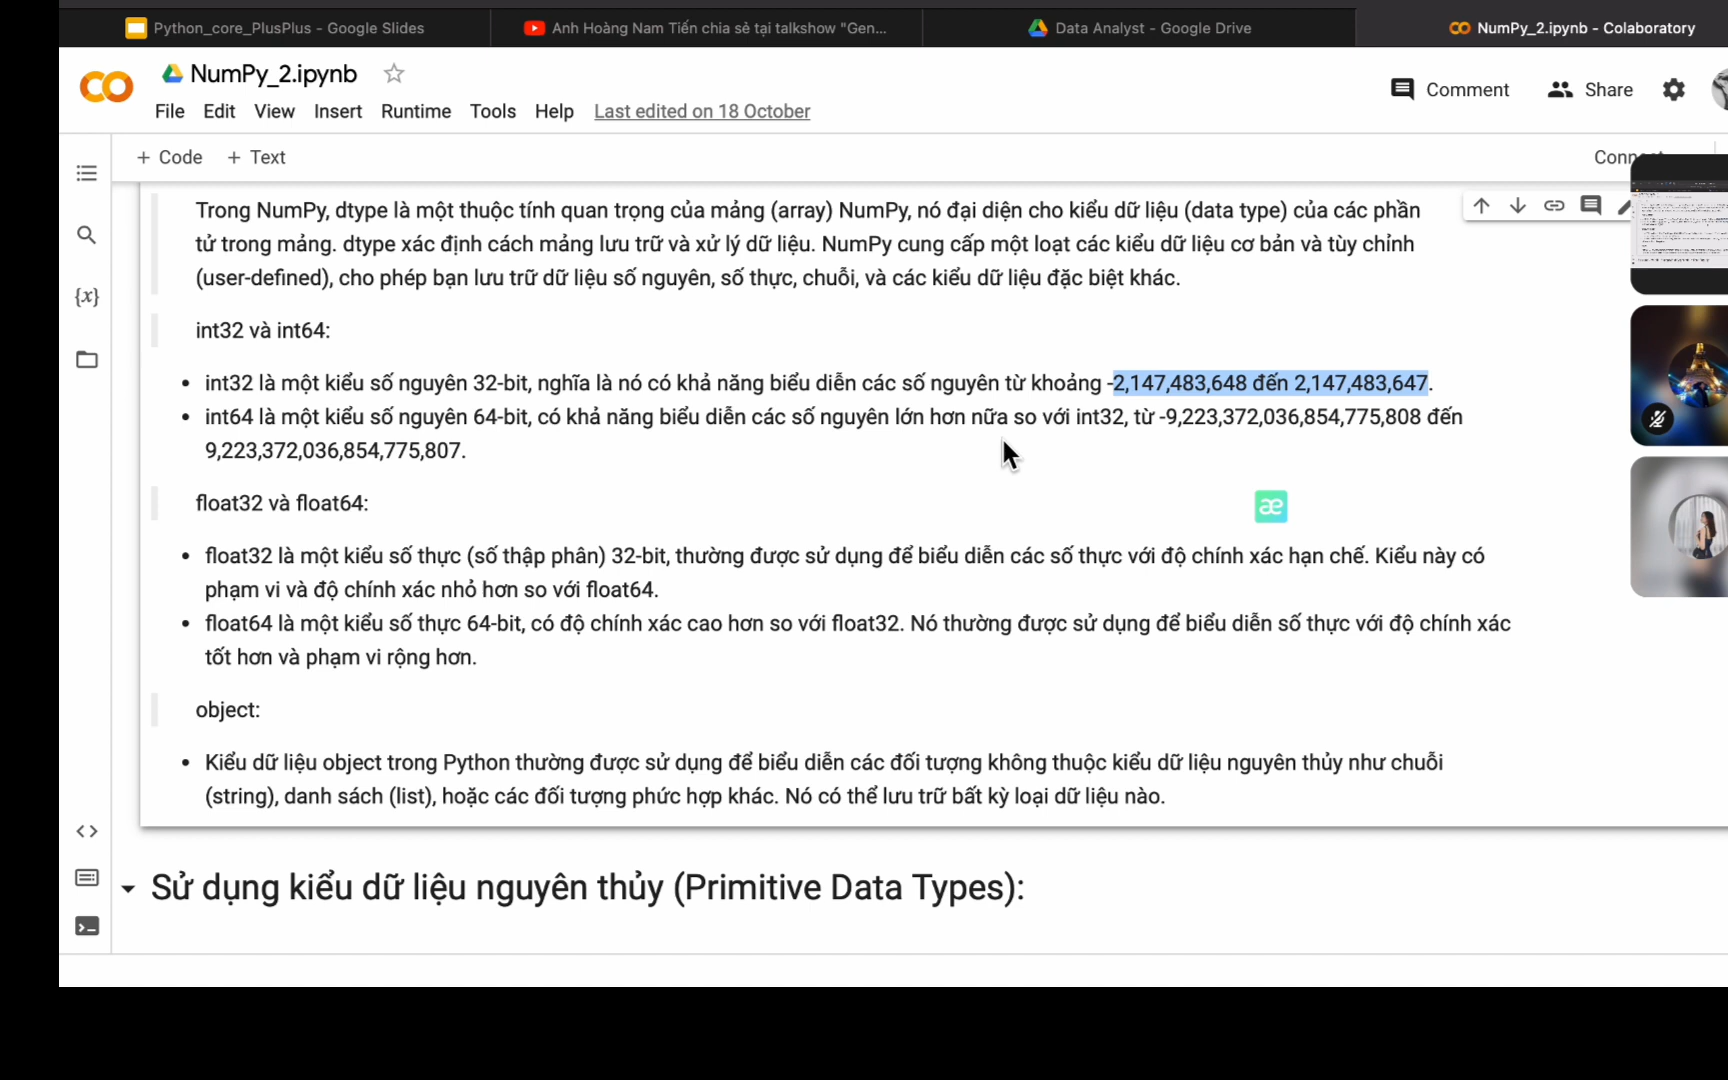 Python_core_PlusPlus - Google Slides
Anh Hoàng Nam Tiến chia sẻ tại talkshow "Gen...
Data Analyst - Google Drive
NumPy_2.ipynb - Colaboratory
NumPy_2.ipynb
Comment
Share
File Edit View Insert Runtime Tools Help Last edited on 18 October
+ Code + Text
Trong NumPy, dtype là một thuộc tính quan trọng của mảng (array) NumPy, nó đại diện cho kiểu dữ liệu (data type) của các phần
tử trong mảng. dtype xác định cách mảng lưu trữ và xử lý dữ liệu. NumPy cung cấp một loạt các kiểu dữ liệu cơ bản và tùy chỉnh
(user-defined), cho phép bạn lưu trữ dữ liệu số nguyên, số thực, chuỗi, và các kiểu dữ liệu đặc biệt khác.
{x}
int32 và int64:
• int32 là một kiểu số nguyên 32-bit, nghĩa là nó có khả năng biểu diễn các số nguyên từ khoảng -2,147,483,648 đến 2,147,483,647.
• int64 là một kiểu số nguyên 64-bit, có khả năng biểu diễn các số nguyên lớn hơn nữa so với int32, từ -9,223,372,036,854,775,808 đến
9,223,372,036,854,775,807.
float32 và float64:
æ
• float32 là một kiểu số thực (số thập phân) 32-bit, thường được sử dụng để biểu diễn các số thực với độ chính xác hạn chế. Kiểu này có
phạm vi và độ chính xác nhỏ hơn so với float64.
• float64 là một kiểu số thực 64-bit, có độ chính xác cao hơn so với float32. Nó thường được sử dụng để biểu diễn số thực với độ chính xác
tốt hơn và phạm vi rộng hơn.
object:
• Kiểu dữ liệu object trong Python thường được sử dụng để biểu diễn các đối tượng không thuộc kiểu dữ liệu nguyên thủy như chuỗi
(string), danh sách (list), hoặc các đối tượng phức hợp khác. Nó có thể lưu trữ bất kỳ loại dữ liệu nào.
Sử dụng kiểu dữ liệu nguyên thủy (Primitive Data Types):